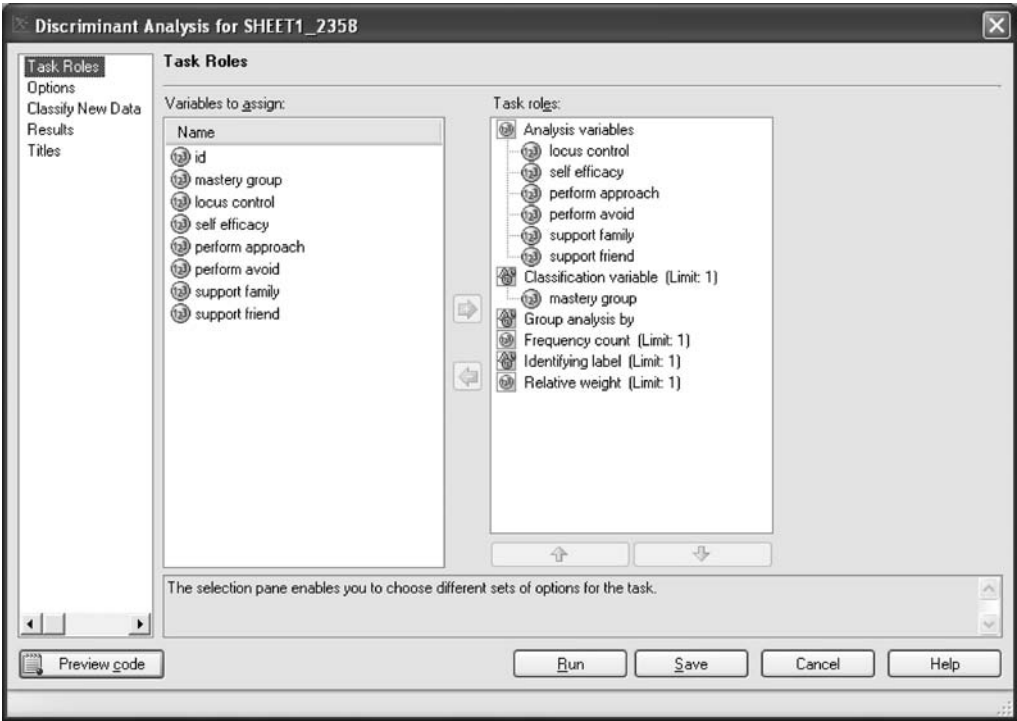 Discriminant Analysis for SHEET1_2358
Task Roles
Options
Classify New Data
Results
Titles
Task Roles
Variables to assign:
Name
id
mastery group
locus control
self efficacy
perform approach
perform avoid
support family
support friend
Task roles:
Analysis variables
locus control
self efficacy
perform approach
perform avoid
support family
support friend
Classification variable (Limit: 1)
mastery group
Group analysis by
Frequency count (Limit: 1)
Identifying label (Limit: 1)
Relative weight (Limit: 1)
The selection pane enables you to choose different sets of options for the task.
Preview code
Run
Save
Cancel
Help